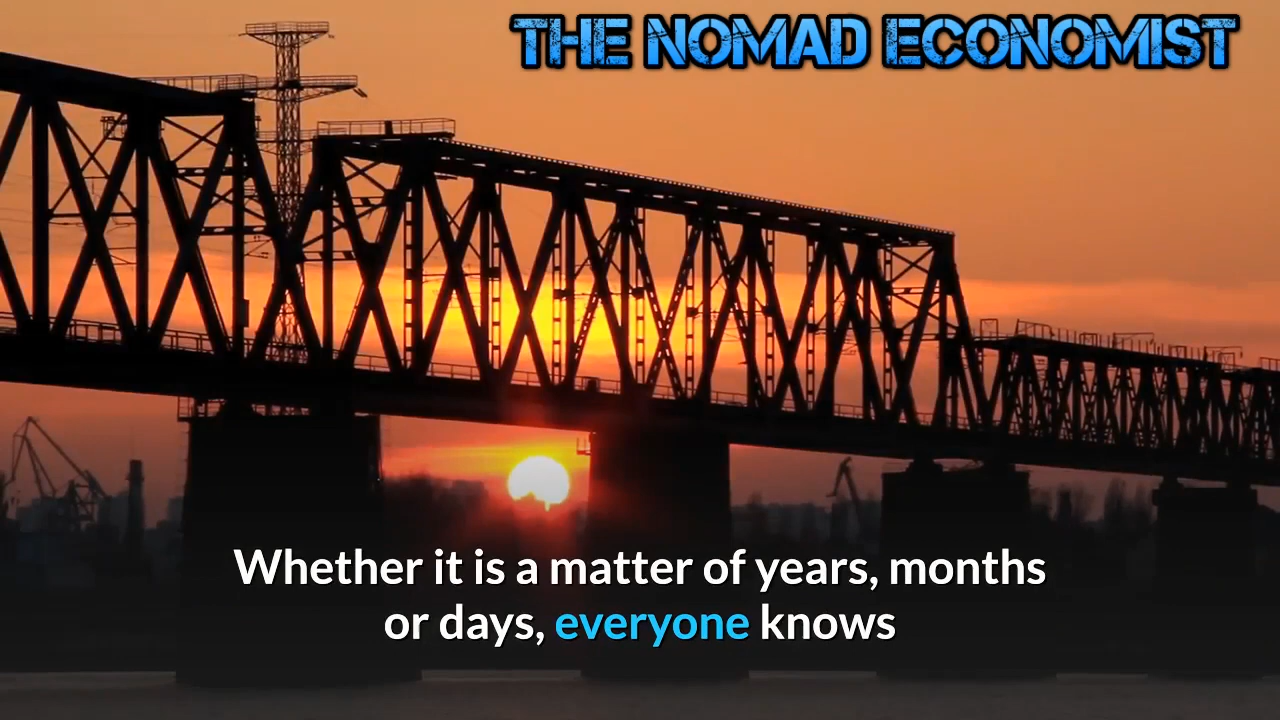 THE NOMAD ECONOMIST
Whether it is a matter of years, months
or days, everyone knows